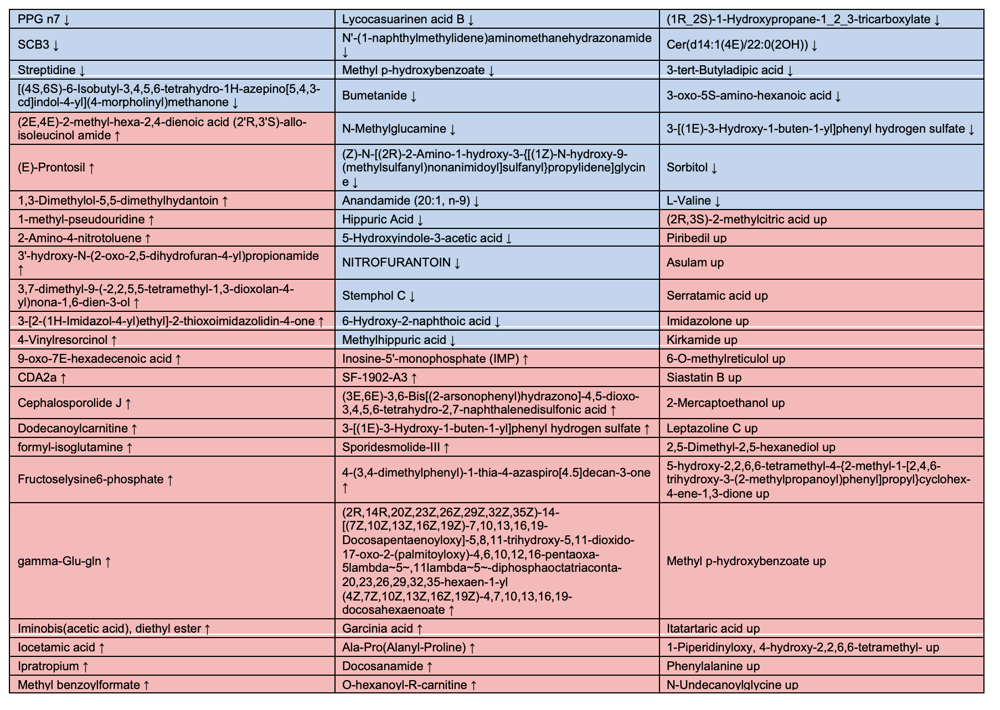 PPG n7 ↓
Lycocasuarinen acid B ↓
(1R_2S)-1-Hydroxypropane-1_2_3-tricarboxylate ↓
SCB3 ↓
N'-(1-naphthylmethylidene)aminomethanehydrazonamide
↓
Cer(d14:1(4E)/22:0(2OH)) ↓
Streptidine ↓
Methyl p-hydroxybenzoate ↓
3-tert-Butyladipic acid ↓
[(4S,6S)-6-Isobutyl-3,4,5,6-tetrahydro-1H-azepino[5,4,3-
cd]indol-4-yl](4-morpholinyl)methanone ↓
Bumetanide ↓
3-oxo-5S-amino-hexanoic acid ↓
(2E,4E)-2-methyl-hexa-2,4-dienoic acid (2'R,3'S)-allo-
isoleucinol amide ↑
N-Methylglucamine ↓
3-[(1E)-3-Hydroxy-1-buten-1-yl]phenyl hydrogen sulfate ↓
(E)-Prontosil ↑
(Z)-N-[(2R)-2-Amino-1-hydroxy-3-{[(1Z)-N-hydroxy-9-
(methylsulfanyl)nonanimidoyl]sulfanyl}propylidene]glycin
e ↓
Sorbitol ↓
1,3-Dimethylol-5,5-dimethylhydantoin ↑
Anandamide (20:1, n-9) ↓
L-Valine ↓
1-methyl-pseudouridine ↑
Hippuric Acid ↓
(2R,3S)-2-methylcitric acid up
2-Amino-4-nitrotoluene ↑
5-Hydroxyindole-3-acetic acid ↓
Piribedil up
3'-hydroxy-N-(2-oxo-2,5-dihydrofuran-4-yl)propionamide
↑
NITROFURANTOIN ↓
Asulam up
3,7-dimethyl-9-(-2,2,5,5-tetramethyl-1,3-dioxolan-4-
yl)nona-1,6-dien-3-ol ↑
Stemphol C ↓
Serratamic acid up
3-[2-(1H-Imidazol-4-yl)ethyl]-2-thioxoimidazolidin-4-one ↑
6-Hydroxy-2-naphthoic acid ↓
Imidazolone up
4-Vinylresorcinol ↑
Methylhippuric acid ↓
Kirkamide up
9-oxo-7E-hexadecenoic acid ↑
Inosine-5'-monophosphate (IMP) ↑
6-O-methylreticulol up
CDA2a ↑
SF-1902-A3 ↑
Siastatin B up
Cephalosporolide J ↑
(3E,6E)-3,6-Bis[(2-arsonophenyl)hydrazono]-4,5-dioxo-
3,4,5,6-tetrahydro-2,7-naphthalenedisulfonic acid ↑
2-Mercaptoethanol up
Dodecanoylcarnitine ↑
3-[(1E)-3-Hydroxy-1-buten-1-yl]phenyl hydrogen sulfate ↑
Leptazoline C up
formyl-isoglutamine ↑
Sporidesmolide-III ↑
2,5-Dimethyl-2,5-hexanediol up
Fructoselysine6-phosphate ↑
4-(3,4-dimethylphenyl)-1-thia-4-azaspiro[4.5]decan-3-one
↑
5-hydroxy-2,2,6,6-tetramethyl-4-{2-methyl-1-[2,4,6-
trihydroxy-3-(2-methylpropanoyl)phenyl]propyl}cyclohex-
4-ene-1,3-dione up
gamma-Glu-gln ↑
(2R,14R,20Z,23Z,26Z,29Z,32Z,35Z)-14-
[(7Z,10Z,13Z,16Z,19Z)-7,10,13,16,19-
Docosapentaenoyloxy]-5,8,11-trihydroxy-5,11-dioxido-
17-oxo-2-(palmitoyloxy)-4,6,10,12,16-pentaoxa-
5lambda~5~,11lambda~5~-diphosphaoctatriaconta-
20,23,26,29,32,35-hexaen-1-yl
(4Z,7Z,10Z,13Z,16Z,19Z)-4,7,10,13,16,19-
docosahexaenoate ↑
Methyl p-hydroxybenzoate up
Iminobis(acetic acid), diethyl ester ↑
Garcinia acid ↑
Itatartaric acid up
Iocetamic acid ↑
Ala-Pro(Alanyl-Proline) ↑
1-Piperidinyloxy, 4-hydroxy-2,2,6,6-tetramethyl- up
Ipratropium ↑
Docosanamide ↑
Phenylalanine up
Methyl benzoylformate ↑
O-hexanoyl-R-carnitine ↑
N-Undecanoylglycine up